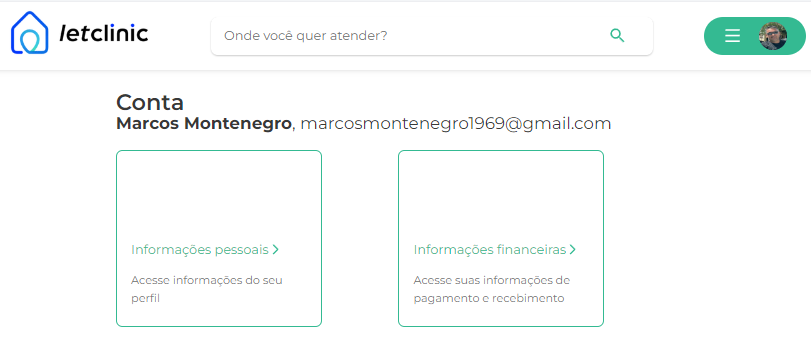 letclinic
Onde você quer atender?
Conta
Marcos Montenegro, marcosmontenegro1969@gmail.com
Informações pessoais
Acesse informações do seu
perfil
Informações financeiras
Acesse suas informações de
pagamento e recebimento